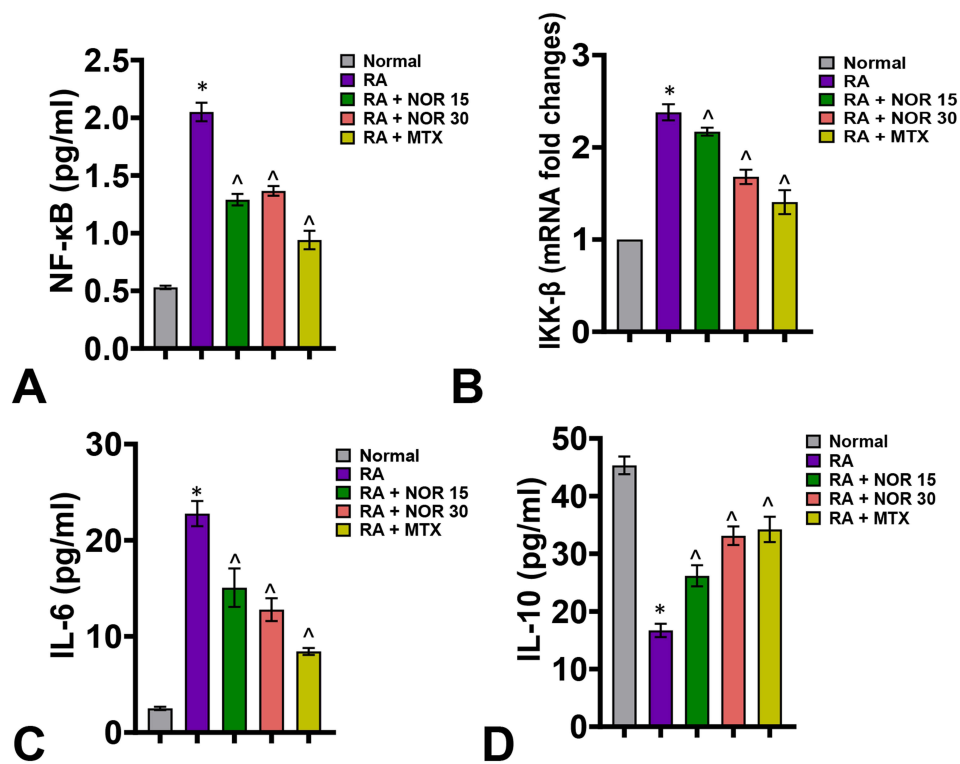 NF-κB (pg/ml)
2.5
2.0
1.5
1.0
0.5
0.0
*
^
^
^
Normal
RA
RA + NOR 15
RA + NOR 30
RA + MTX
A
IKK-β (mRNA fold changes)
3
2
1
0
*
^
^
^
Normal
RA
RA + NOR 15
RA + NOR 30
RA + MTX
B
IL-6 (pg/ml)
30
20
10
0
*
^
^
^
Normal
RA
RA + NOR 15
RA + NOR 30
RA + MTX
C
IL-10 (pg/ml)
50
40
30
20
10
0
*
^
^
^
Normal
RA
RA + NOR 15
RA + NOR 30
RA + MTX
D